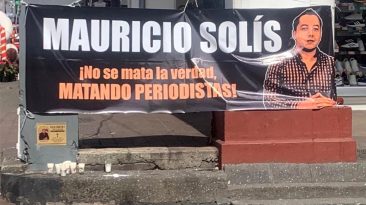 MAURICIO SOLÍS
¡No se mata la verdad,
MATANDO PERIODISTAS!